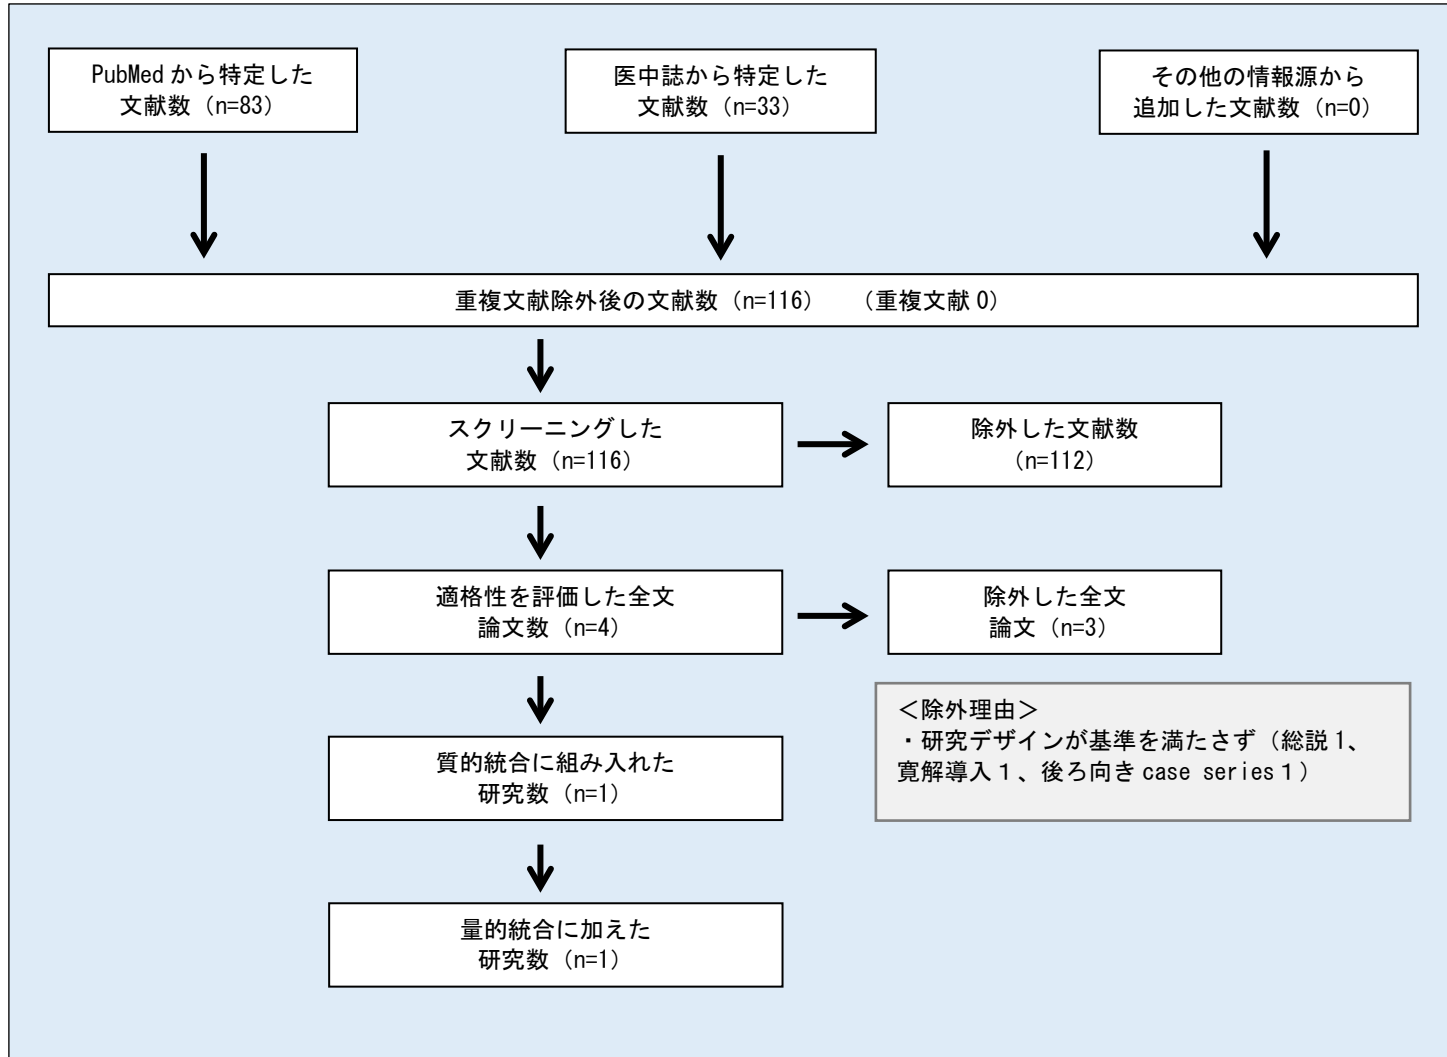 PubMed から特定した
文献数（n=83）
医中誌から特定した
文献数（n=33）
その他の情報源から
追加した文献数（n=0）
重複文献除外後の文献数（n=116）　（重複文献 0）
スクリーニングした
文献数（n=116）
除外した文献数
（n=112）
適格性を評価した全文
論文数（n=4）
除外した全文
論文（n=3）
＜除外理由＞
・研究デザインが基準を満たさず（総説 1、
寛解導入 1、後ろ向き case series 1）
質的統合に組み入れた
研究数（n=1）
量的統合に加えた
研究数（n=1）